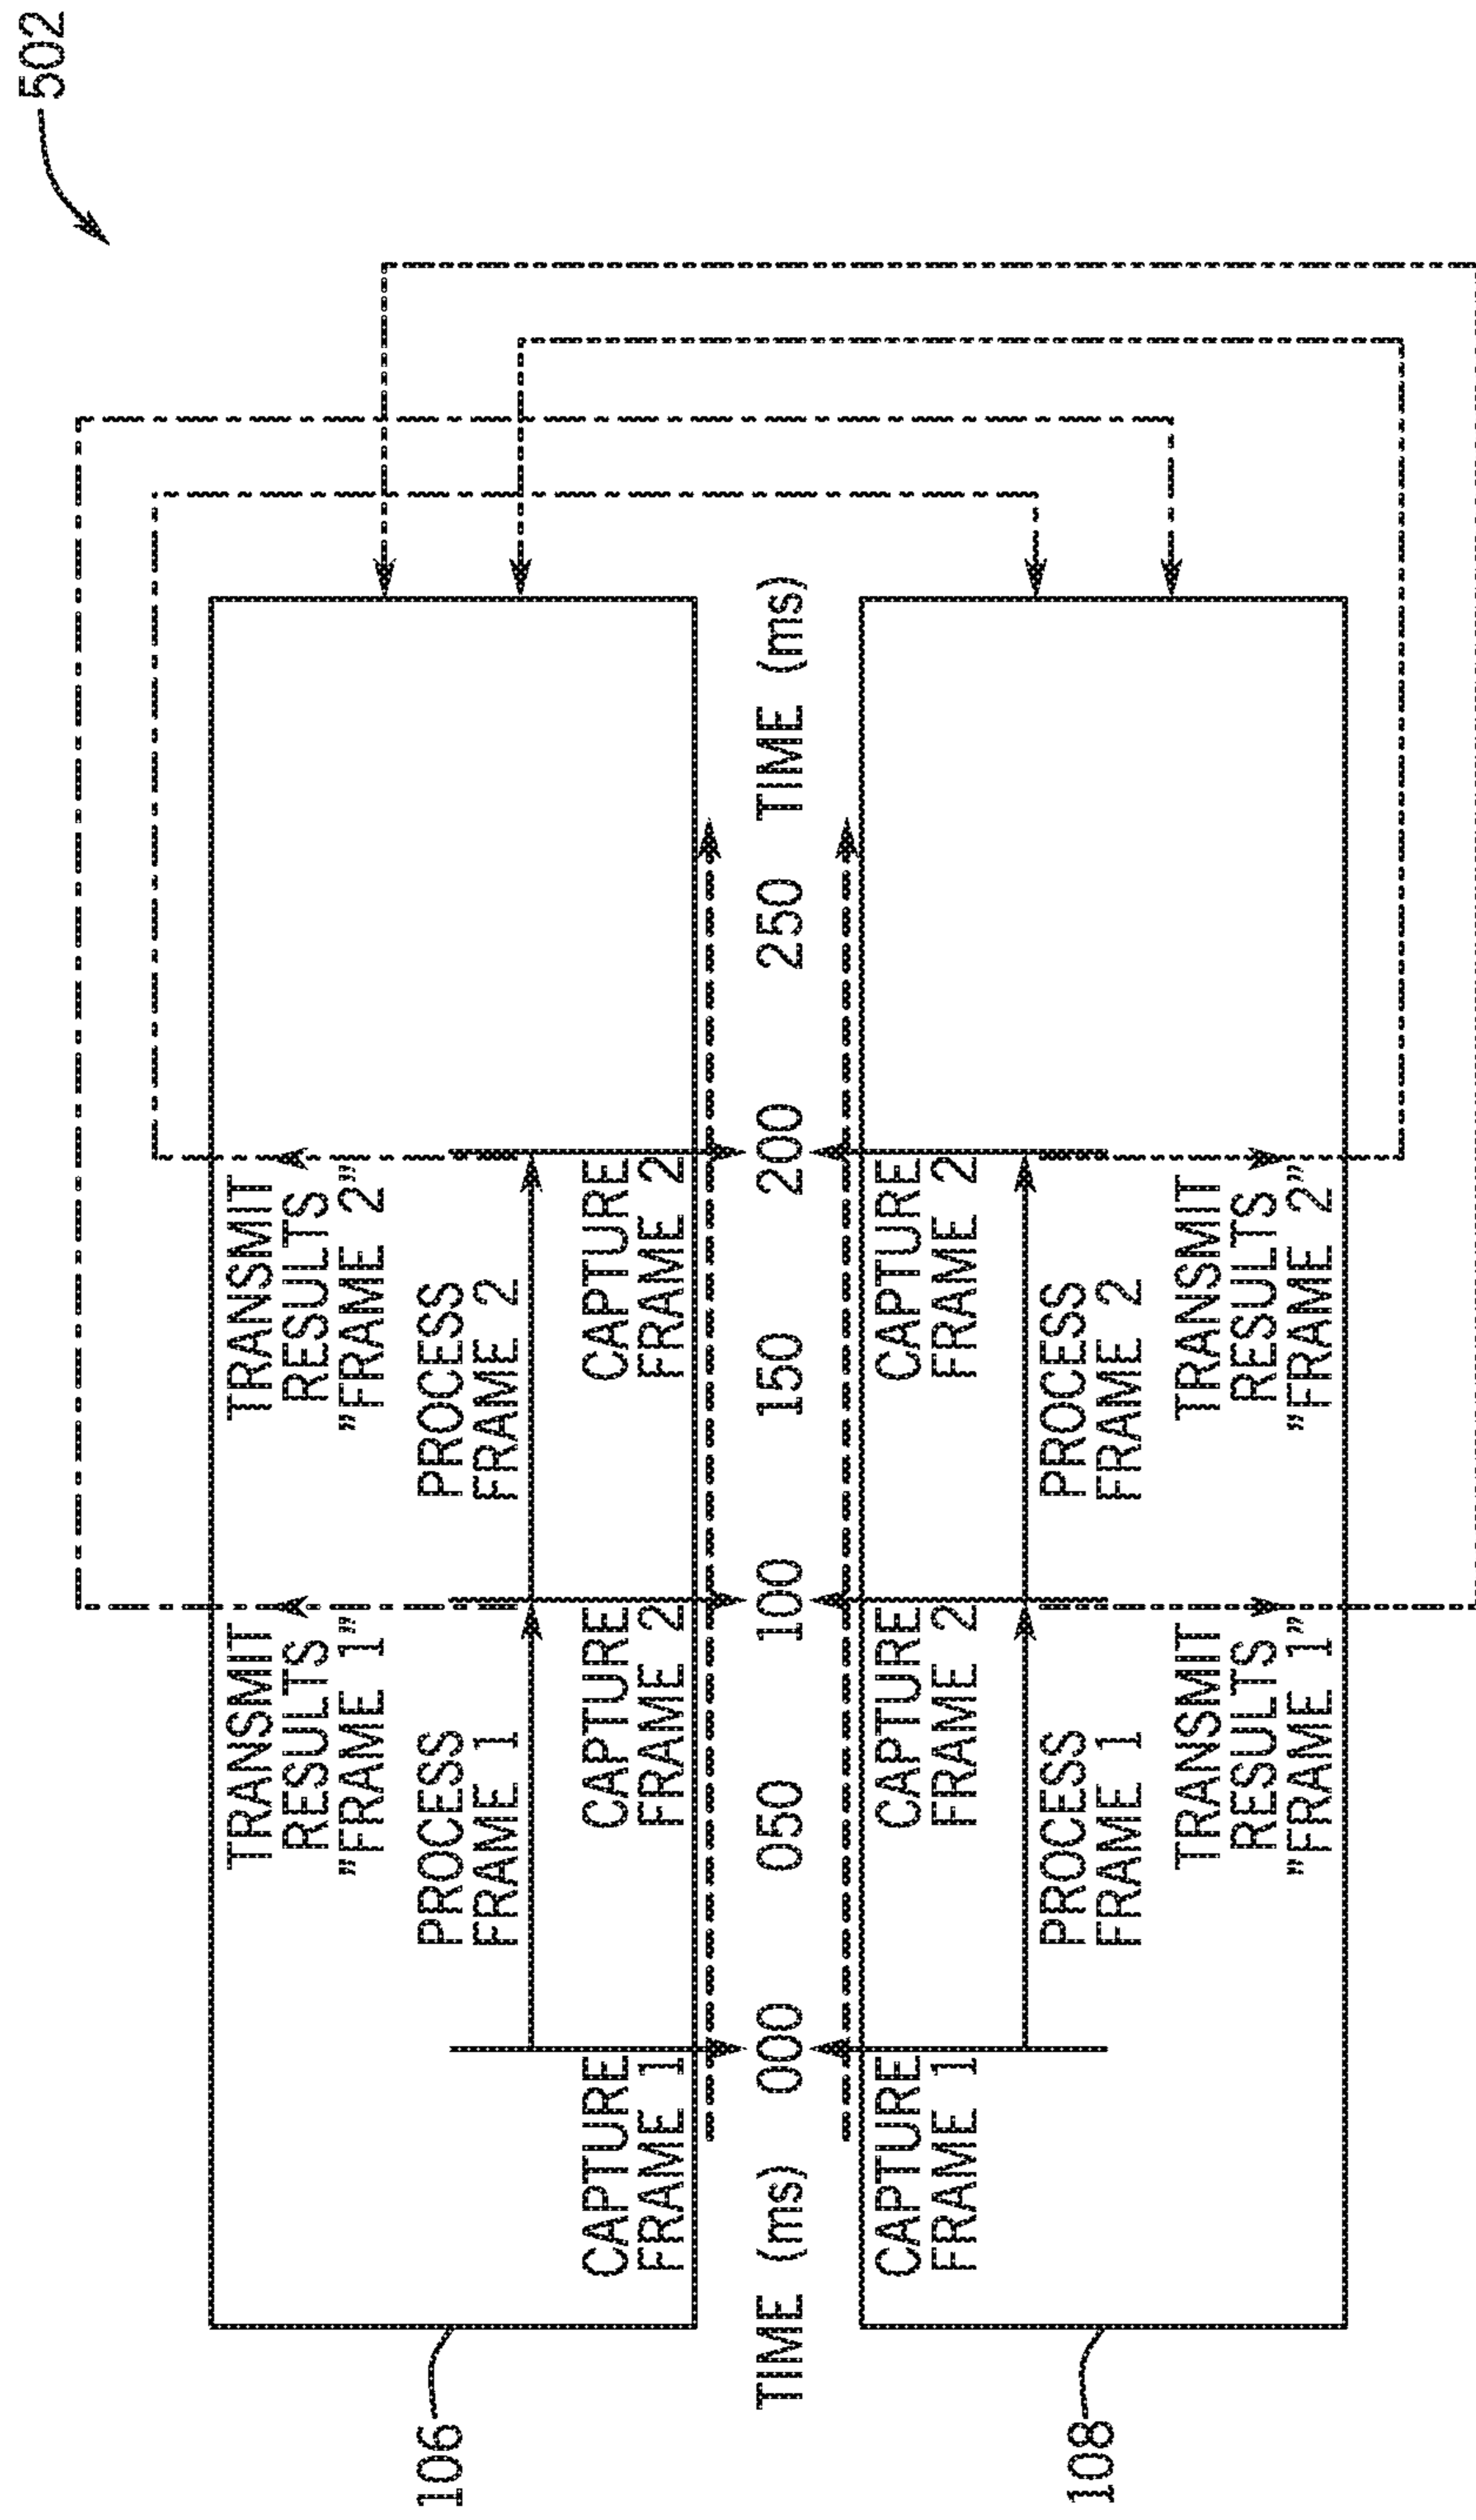 502
106
TRANSMIT
RESULTS
"FRAME 1"
TRANSMIT
RESULTS
"FRAME 2"
PROCESS
FRAME 1
PROCESS
FRAME 2
CAPTURE
FRAME 1
CAPTURE
FRAME 2
CAPTURE
FRAME 2
TIME (ms) 000 050 100 150 200 250 TIME (ms)
CAPTURE
FRAME 1
CAPTURE
FRAME 2
CAPTURE
FRAME 2
108
PROCESS
FRAME 1
PROCESS
FRAME 2
TRANSMIT
RESULTS
"FRAME 1"
TRANSMIT
RESULTS
"FRAME 2"